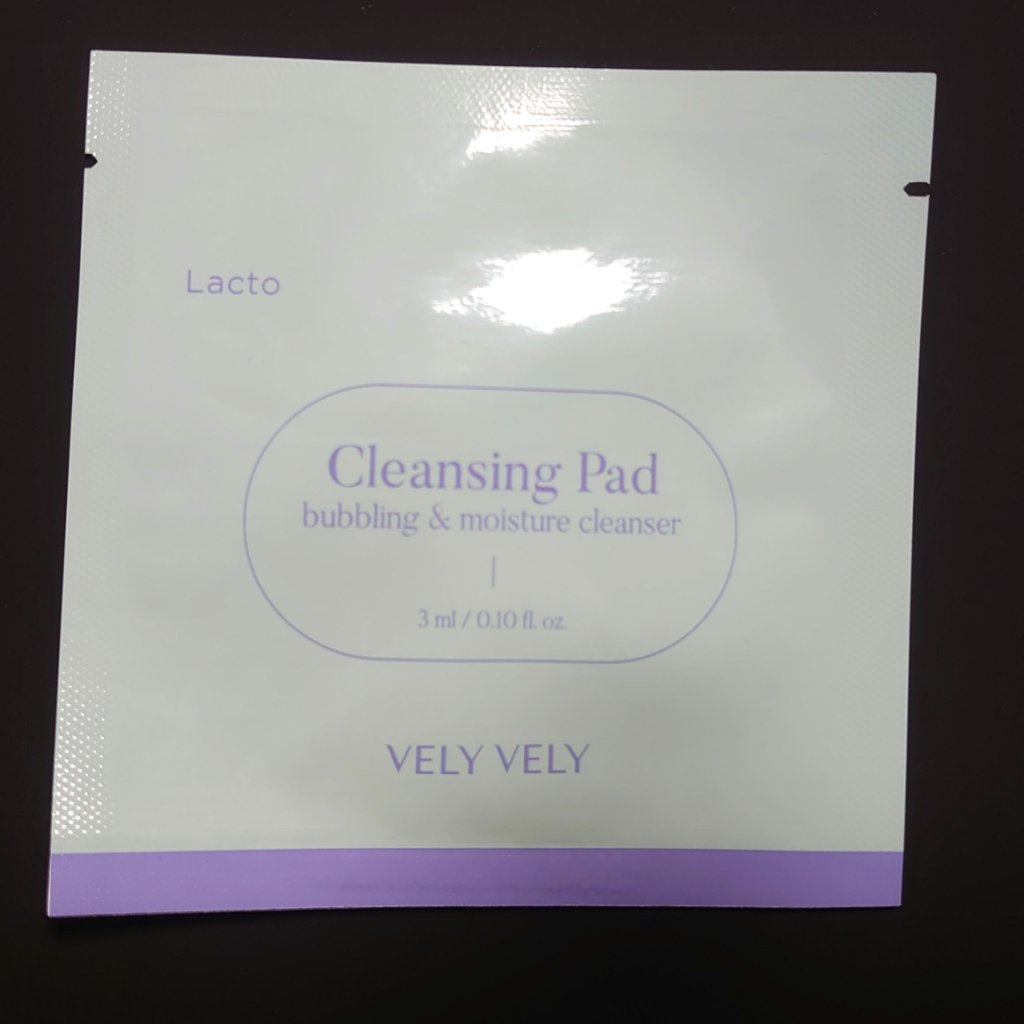 Lacto
Cleansing Pad
bubbling & moisture cleanser
3 ml / 0.10 fl. oz.
VELY VELY